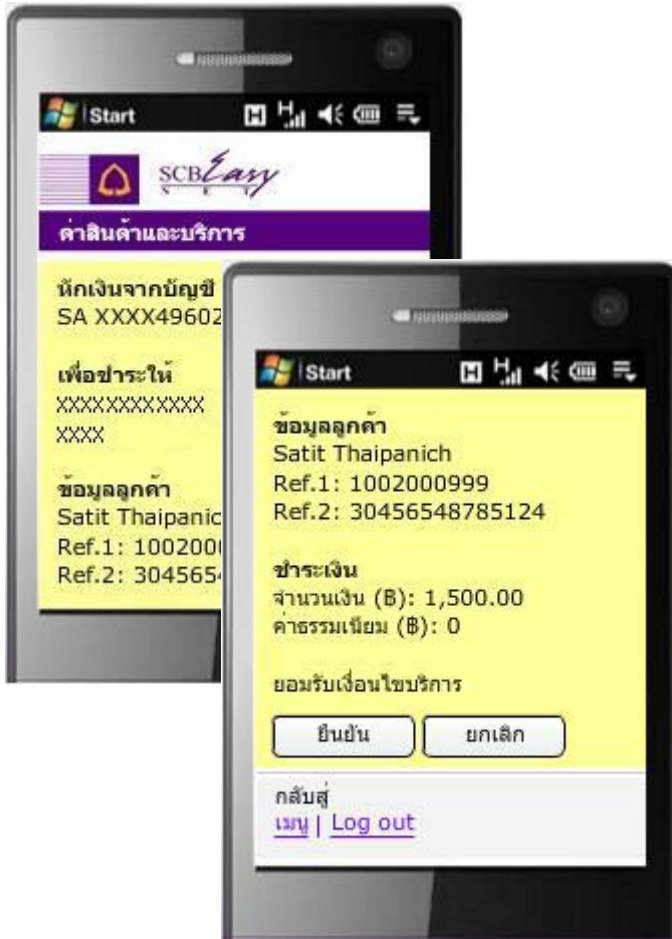 Start
SCB Easy
NET
ค่าสินค้าและบริการ
หักเงินจากบัญชี
SA XXXX49602
เพื่อชำระให้
XXXXXXXXXXXX
XXXX
ข้อมูลลูกค้า
Satit Thaipanic
Ref.1: 100200
Ref.2: 304565
Start
ข้อมูลลูกค้า
Satit Thaipanich
Ref.1: 1002000999
Ref.2: 30456548785124
ชำระเงิน
จำนวนเงิน (฿): 1,500.00
ค่าธรรมเนียม (฿): 0
ยอมรับเงื่อนไขบริการ
ยืนยัน ยกเลิก
กลับสู่
เมนู | Log out